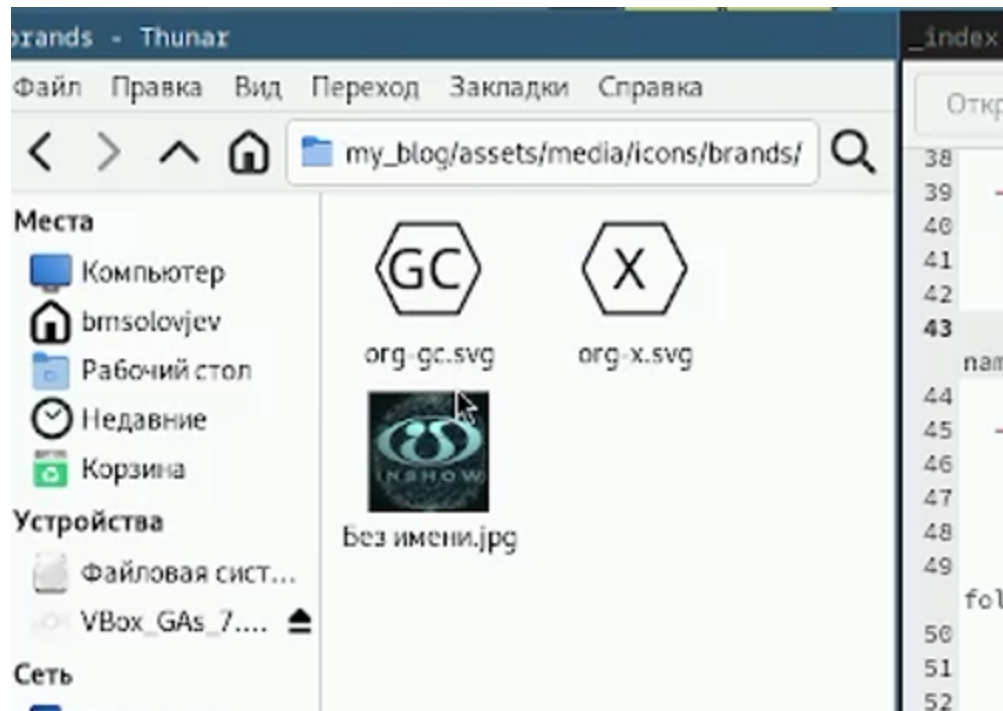 brands - Thunar
Файл Правка Вид Переход Закладки Справка
my_blog/assets/media/icons/brands/
Места
Компьютер
bmsolovjev
Рабочий стол
Недавние
Корзина
Устройства
Файловая сист...
VBox_GAs_7....
Сеть
GC
X
org-gc.svg org-x.svg
INSHOW
Без имени.jpg
_index
Откр
38
39 -
40
41
42
43
nam
44
45 -
46
47
48
49
fol
50
51
52